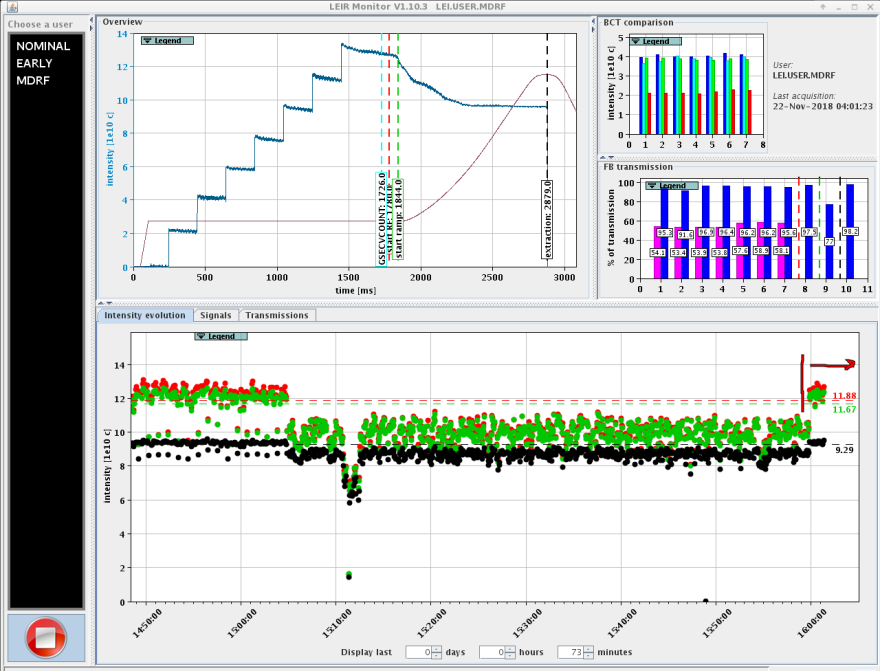 LEIR Monitor V1.10.3 LEI.USER.MDRF
Choose a user
NOMINAL
EARLY
MDRF
Overview
Legend
intensity [1e10 c]
14
12
10
8
6
4
2
0
0 500 1000 1500 2000 2500 3000
time [ms]
GSECVCOUNT: 1726.0
start ramp: 1844.0
extraction: 2879.0
BCT comparison
Legend
intensity [1e10 c]
5
4
3
2
1
0
0 1 2 3 4 5 6 7 8
User:
LEI.USER.MDRF
Last acquisition:
22-Nov-2018 04:01:23
FB transmission
Legend
% of transmission
100
80
60
40
20
0
95.3 91.6 96.9 96.4 96.2 96.2 95.6 97.9 77 98.2
54.1 53.4 53.9 53.8 57.6 58.9 58.1
0 1 2 3 4 5 6 7 8 9 10 11
Intensity evolution Signals Transmissions
Legend
intensity [1e10 c]
14
12
10
8
6
4
2
0
11.88
11.67
9.29
14:50:00 15:00:00 15:10:00 15:20:00 15:30:00 15:40:00 15:50:00 16:00:00
Display last 0 days 0 hours 73 minutes